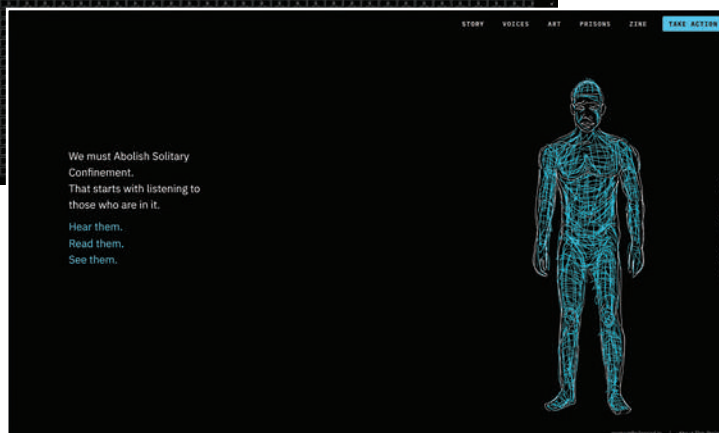 STORY VOICES ART PRISONS ZINE TAKE ACTION
We must Abolish Solitary
Confinement.
That starts with listening to
those who are in it.
Hear them.
Read them.
See them.